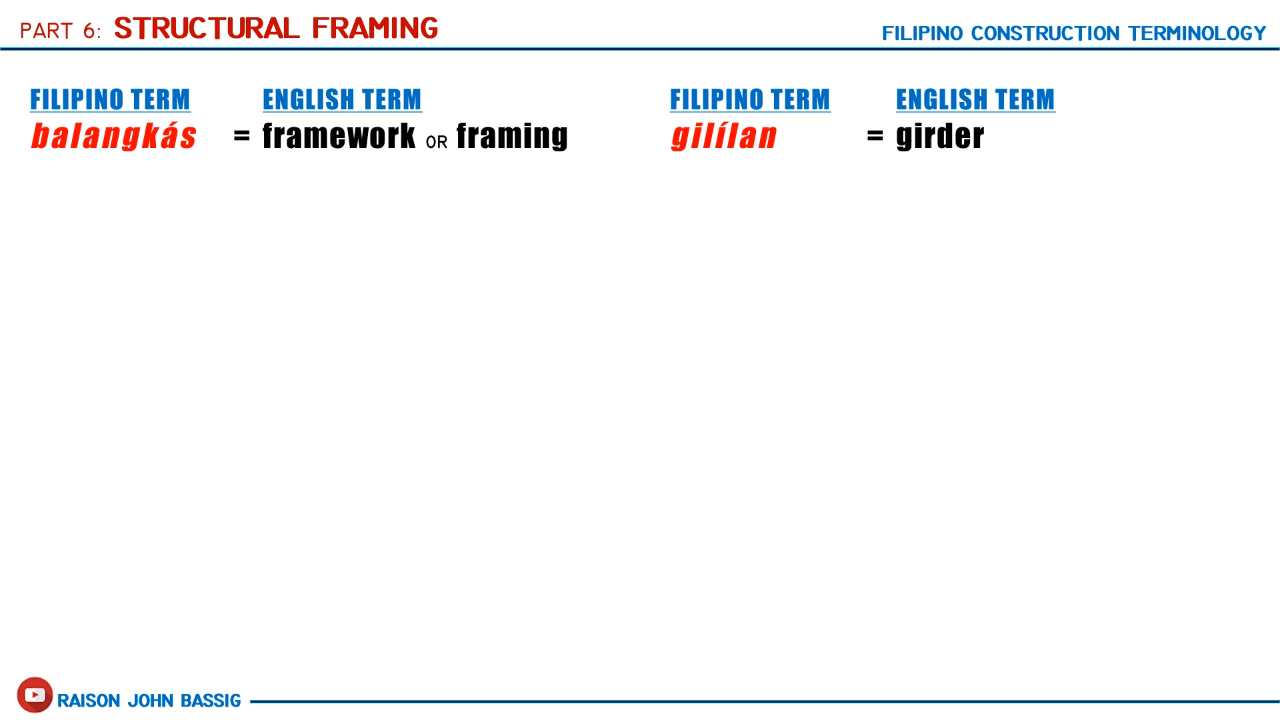 PART 6: STRUCTURAL FRAMING
FILIPINO CONSTRUCTION TERMINOLOGY
FILIPINO TERM ENGLISH TERM
balangkás = framework OR framing
FILIPINO TERM ENGLISH TERM
gilílan = girder
RAISON JOHN BASSIG